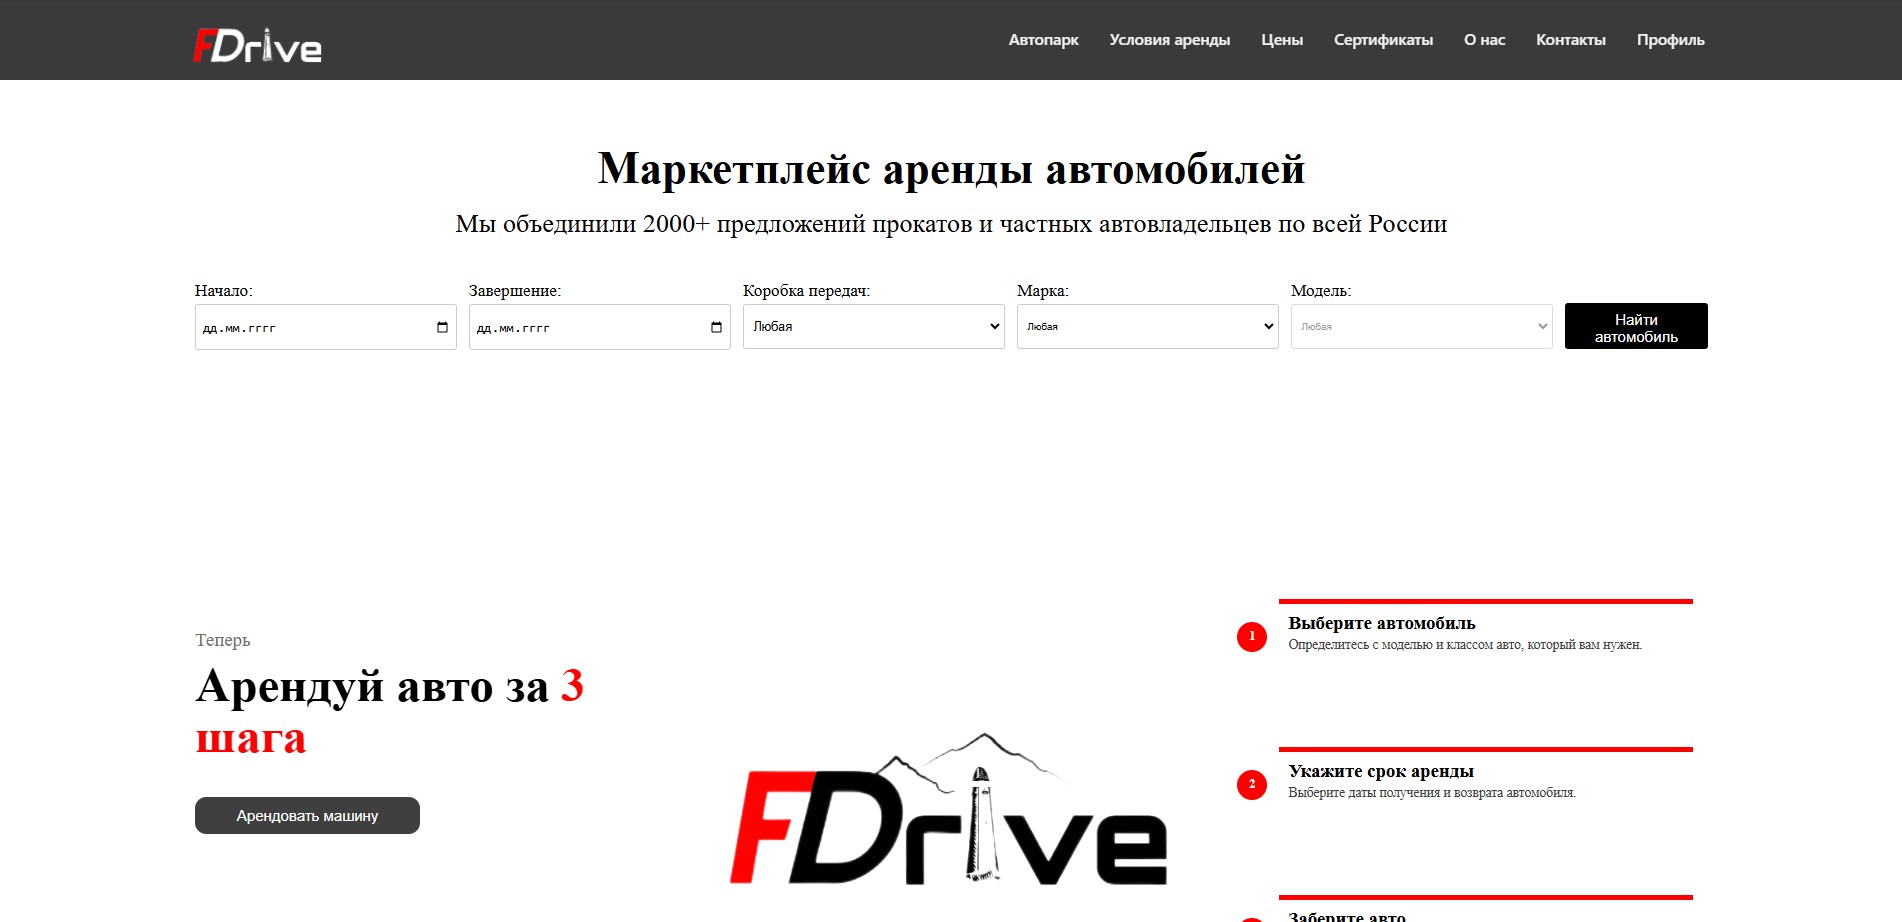 FDrive
Автопарк Условия аренды Цены Сертификаты О нас Контакты Профиль
Маркетплейс аренды автомобилей
Мы объединили 2000+ предложений прокатов и частных автовладельцев по всей России
Начало: Завершение: Коробка передач: Марка: Модель:
дд.мм.гггг дд.мм.гггг Любая Любая Любая
Найти
автомобиль
Теперь
Арендуй авто за 3
шага
Арендовать машину
FDrive
1
Выберите автомобиль
Определитесь с моделью и классом авто, который вам нужен.
2
Укажите срок аренды
Выберите даты получения и возврата автомобиля.
Заберите авто